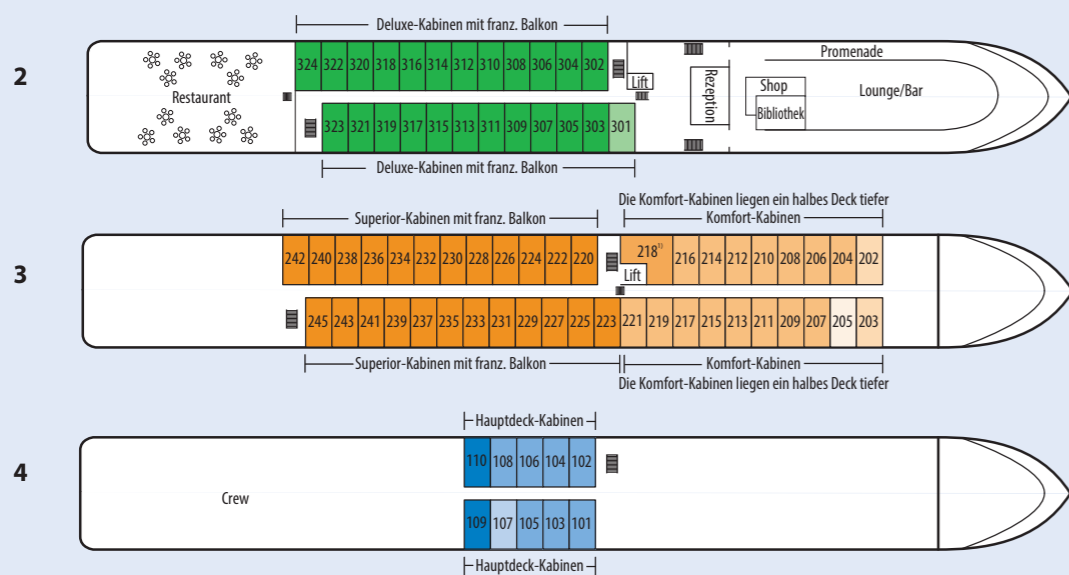 Deluxe-Kabinen mit franz. Balkon
2
324 322 320 318 316 314 312 310 308 306 304 302
Restaurant
Lift
Rezeption
Promenade
Shop
Bibliothek
Lounge/Bar
323 321 319 317 315 313 311 309 307 305 303 301
Deluxe-Kabinen mit franz. Balkon
Die Komfort-Kabinen liegen ein halbes Deck tiefer
Superior-Kabinen mit franz. Balkon
Komfort-Kabinen
3
242 240 238 236 234 232 230 228 226 224 222 220
218¹⁾ 216 214 212 210 208 206 204 202
Lift
245 243 241 239 237 235 233 231 229 227 225 223
221 219 217 215 213 211 209 207 205 203
Superior-Kabinen mit franz. Balkon
Komfort-Kabinen
Die Komfort-Kabinen liegen ein halbes Deck tiefer
Hauptdeck-Kabinen
4
110 108 106 104 102
Crew
109 107 105 103 101
Hauptdeck-Kabinen